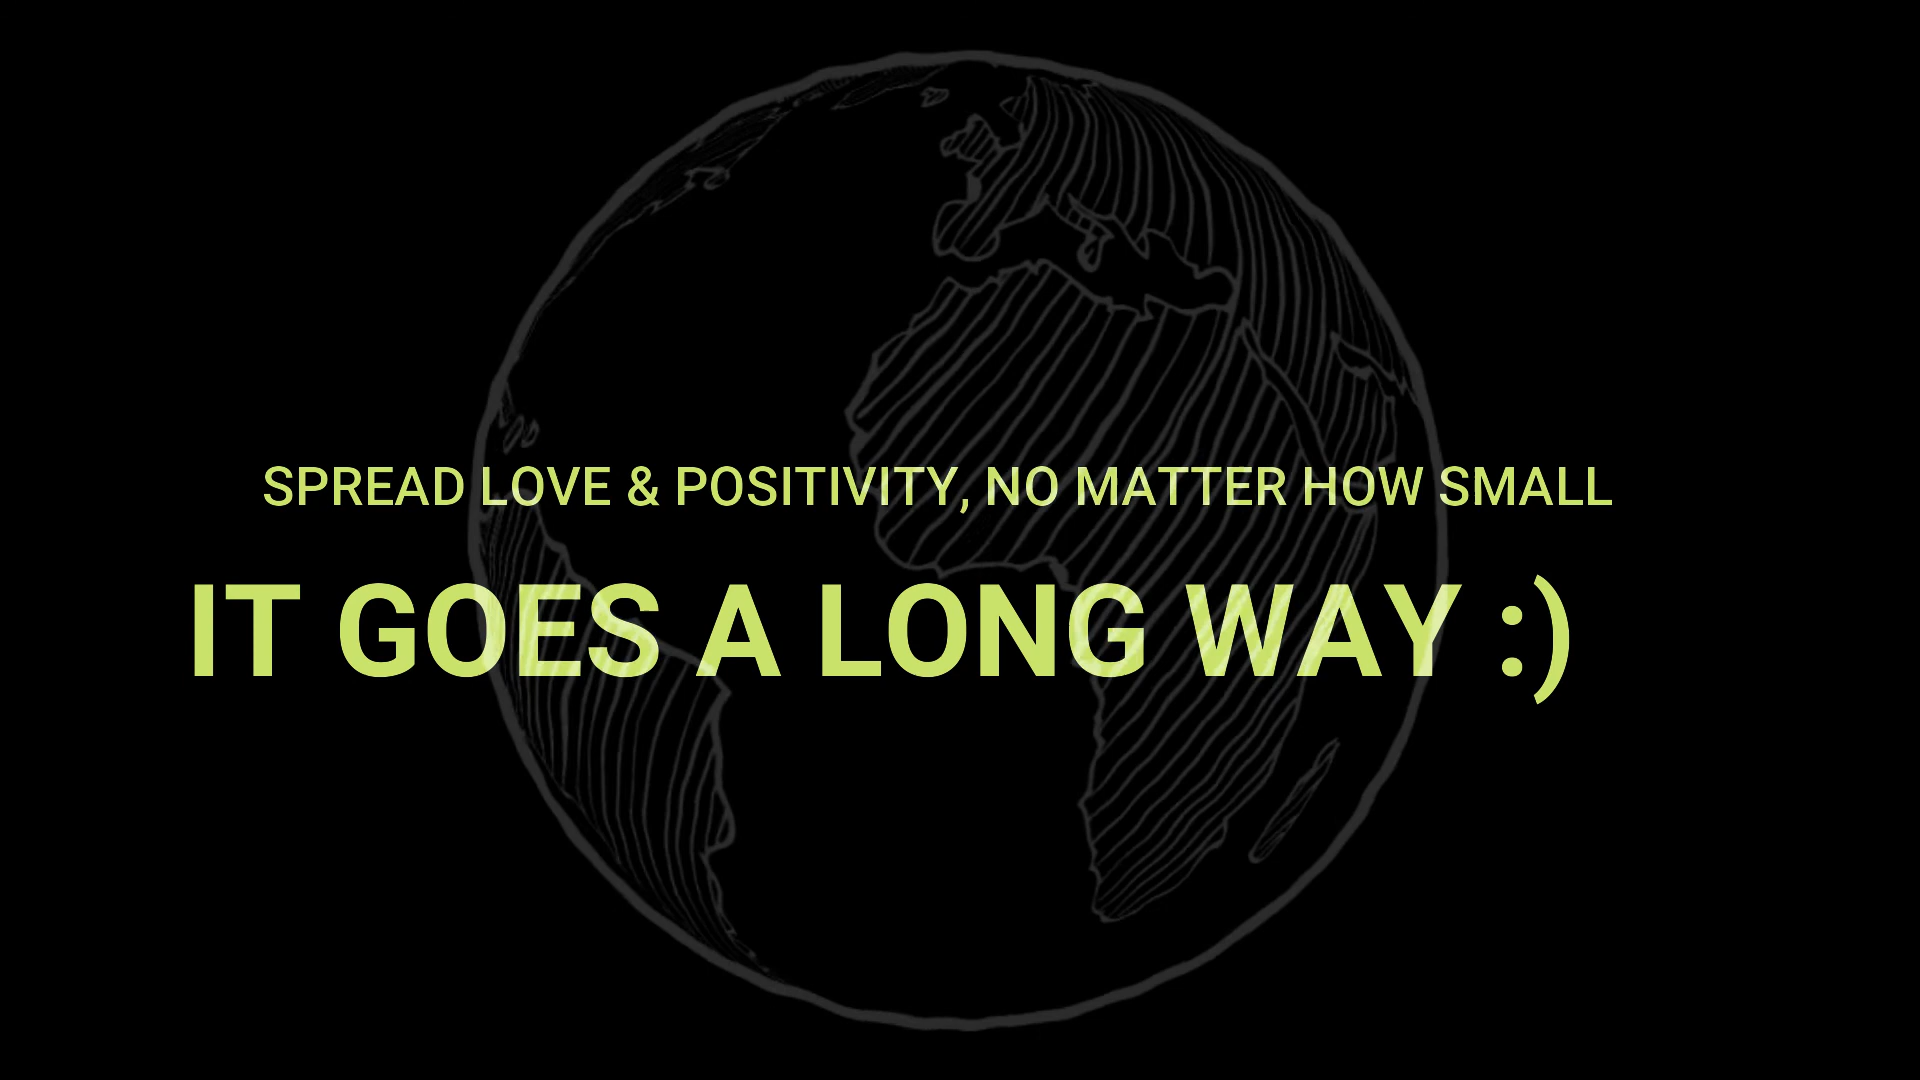 SPREAD LOVE & POSITIVITY, NO MATTER HOW SMALL
IT GOES A LONG WAY :)